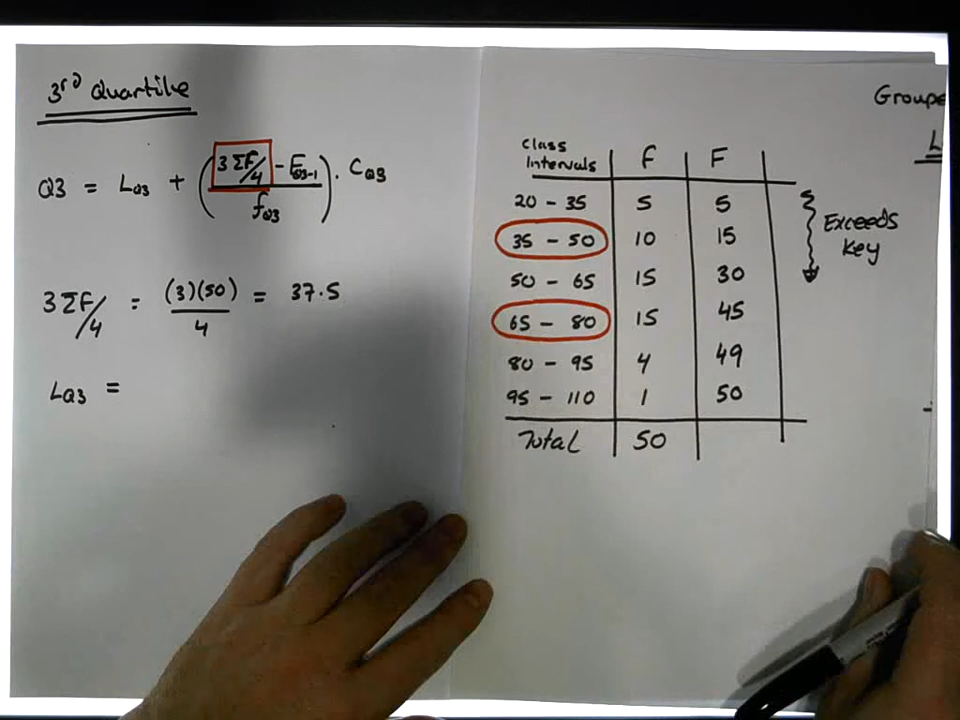 3rd Quartile
Q3 = LQ3 + (3ΣF/4 - FQ3-1 / fQ3) . CQ3
3ΣF/4 = (3)(50)/4 = 37.5
LQ3 =
Groupe
L
Class Intervals | f | F |
20 - 35 | 5 | 5
35 - 50 | 10 | 15
50 - 65 | 15 | 30
65 - 80 | 15 | 45
80 - 95 | 4 | 49
95 - 110 | 1 | 50
Total | 50
Exceeds
Key